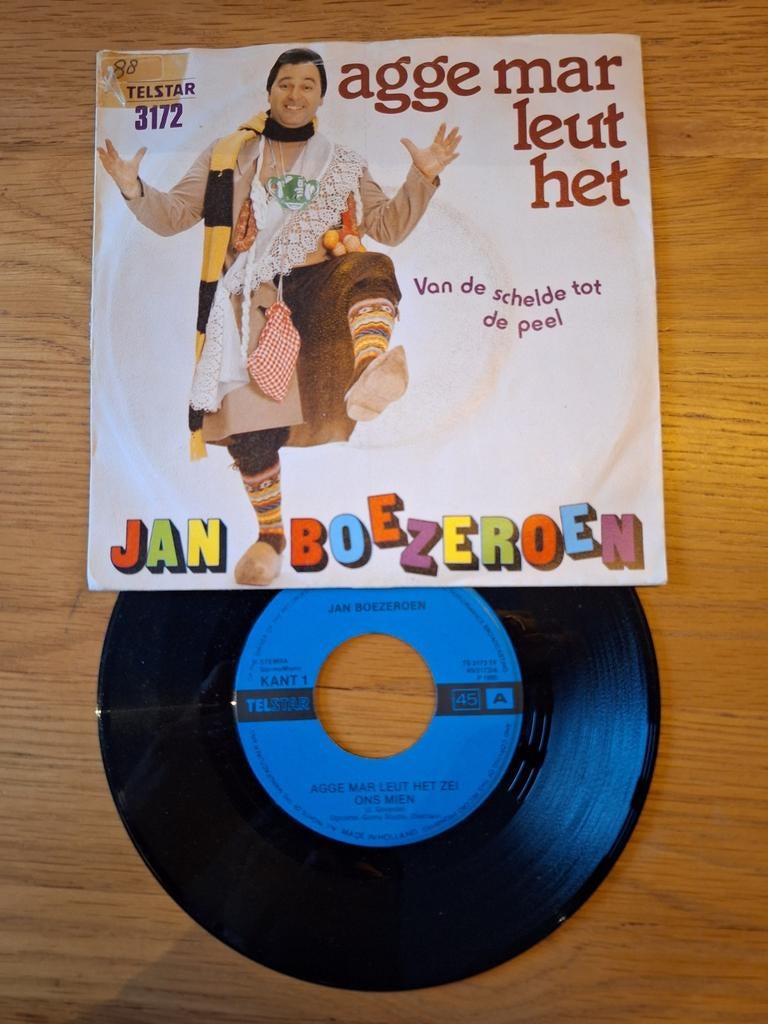 88
TELSTAR
3172
agge mar
leut
het
Van de schelde tot
de peel
JAN BOEZEROEN
JAN BOEZEROEN
STEMRA
KANT 1
TELSTAR
45 A
AGGE MAR LEUT HET ZEI
ONS MIEN
MADE IN HOLLAND